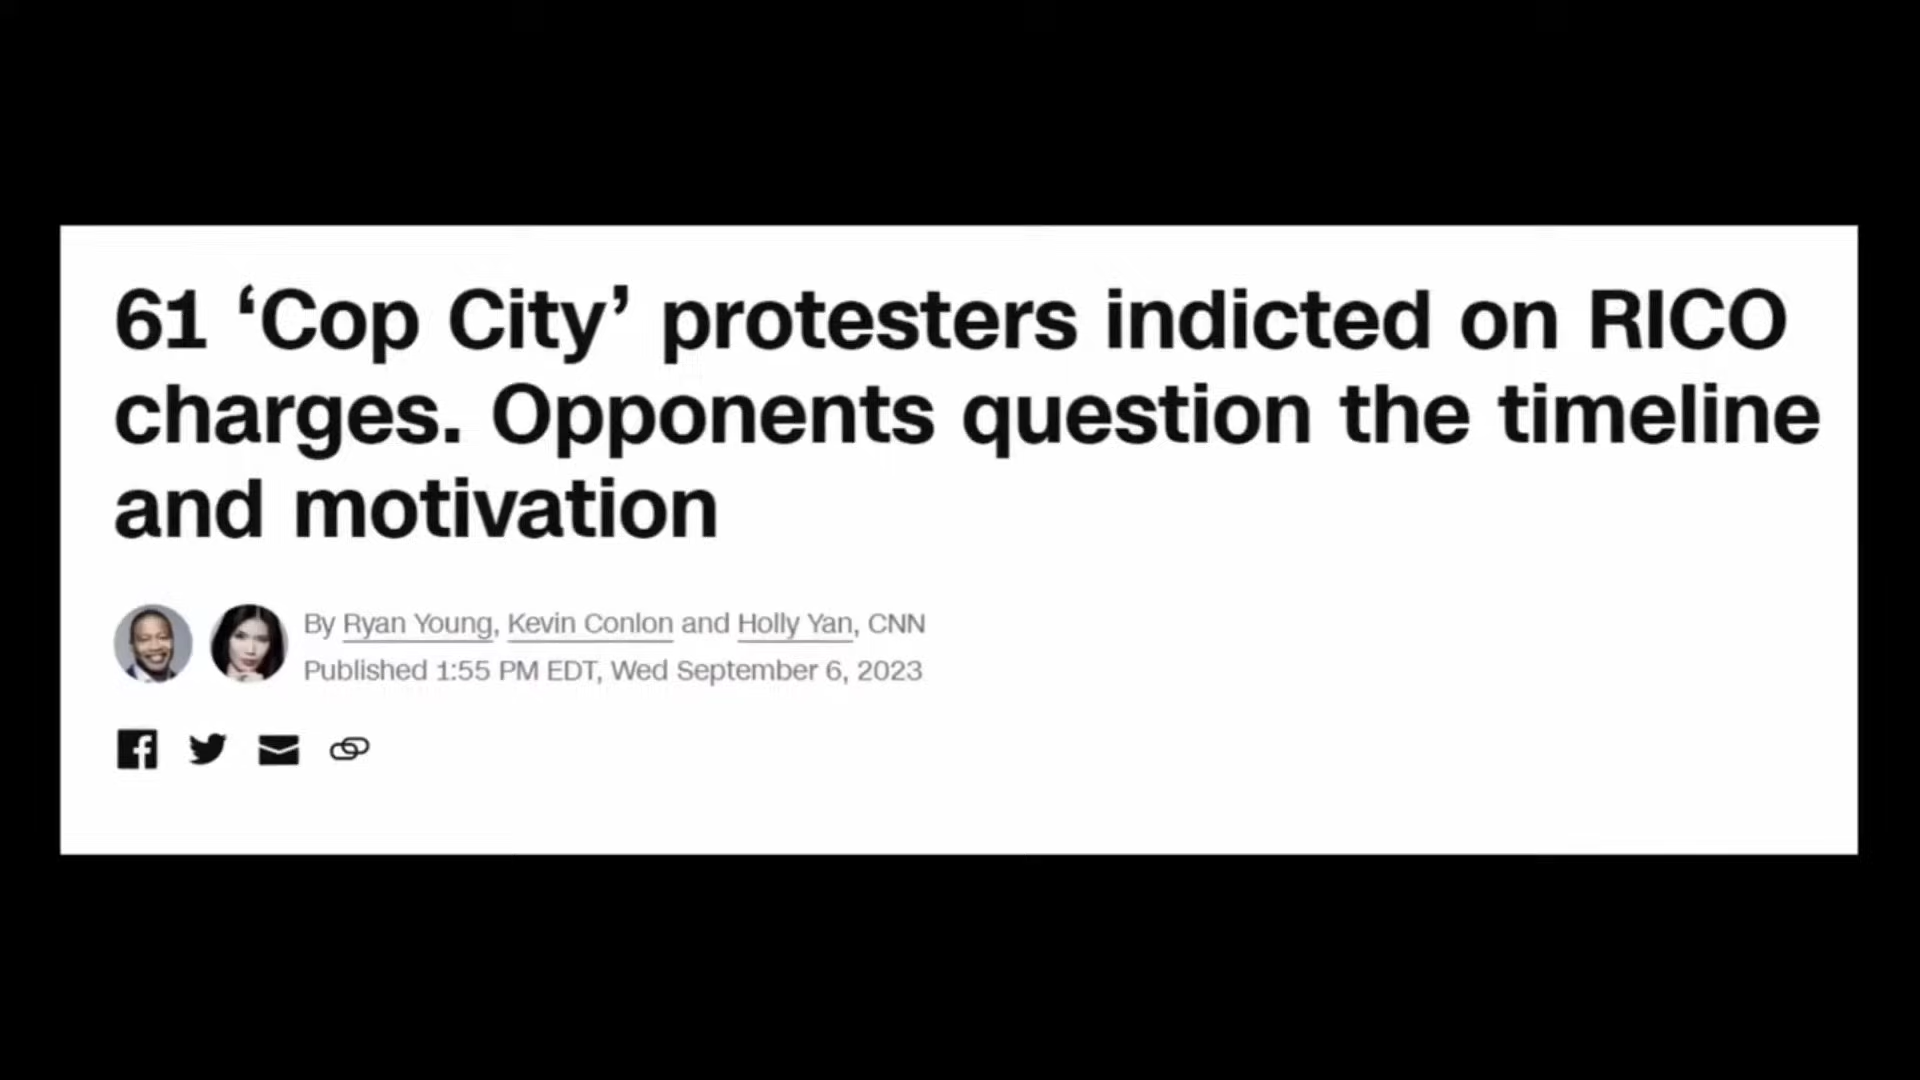 61 ‘Cop City’ protesters indicted on RICO
charges. Opponents question the timeline
and motivation
By Ryan Young, Kevin Conlon and Holly Yan, CNN
Published 1:55 PM EDT, Wed September 6, 2023